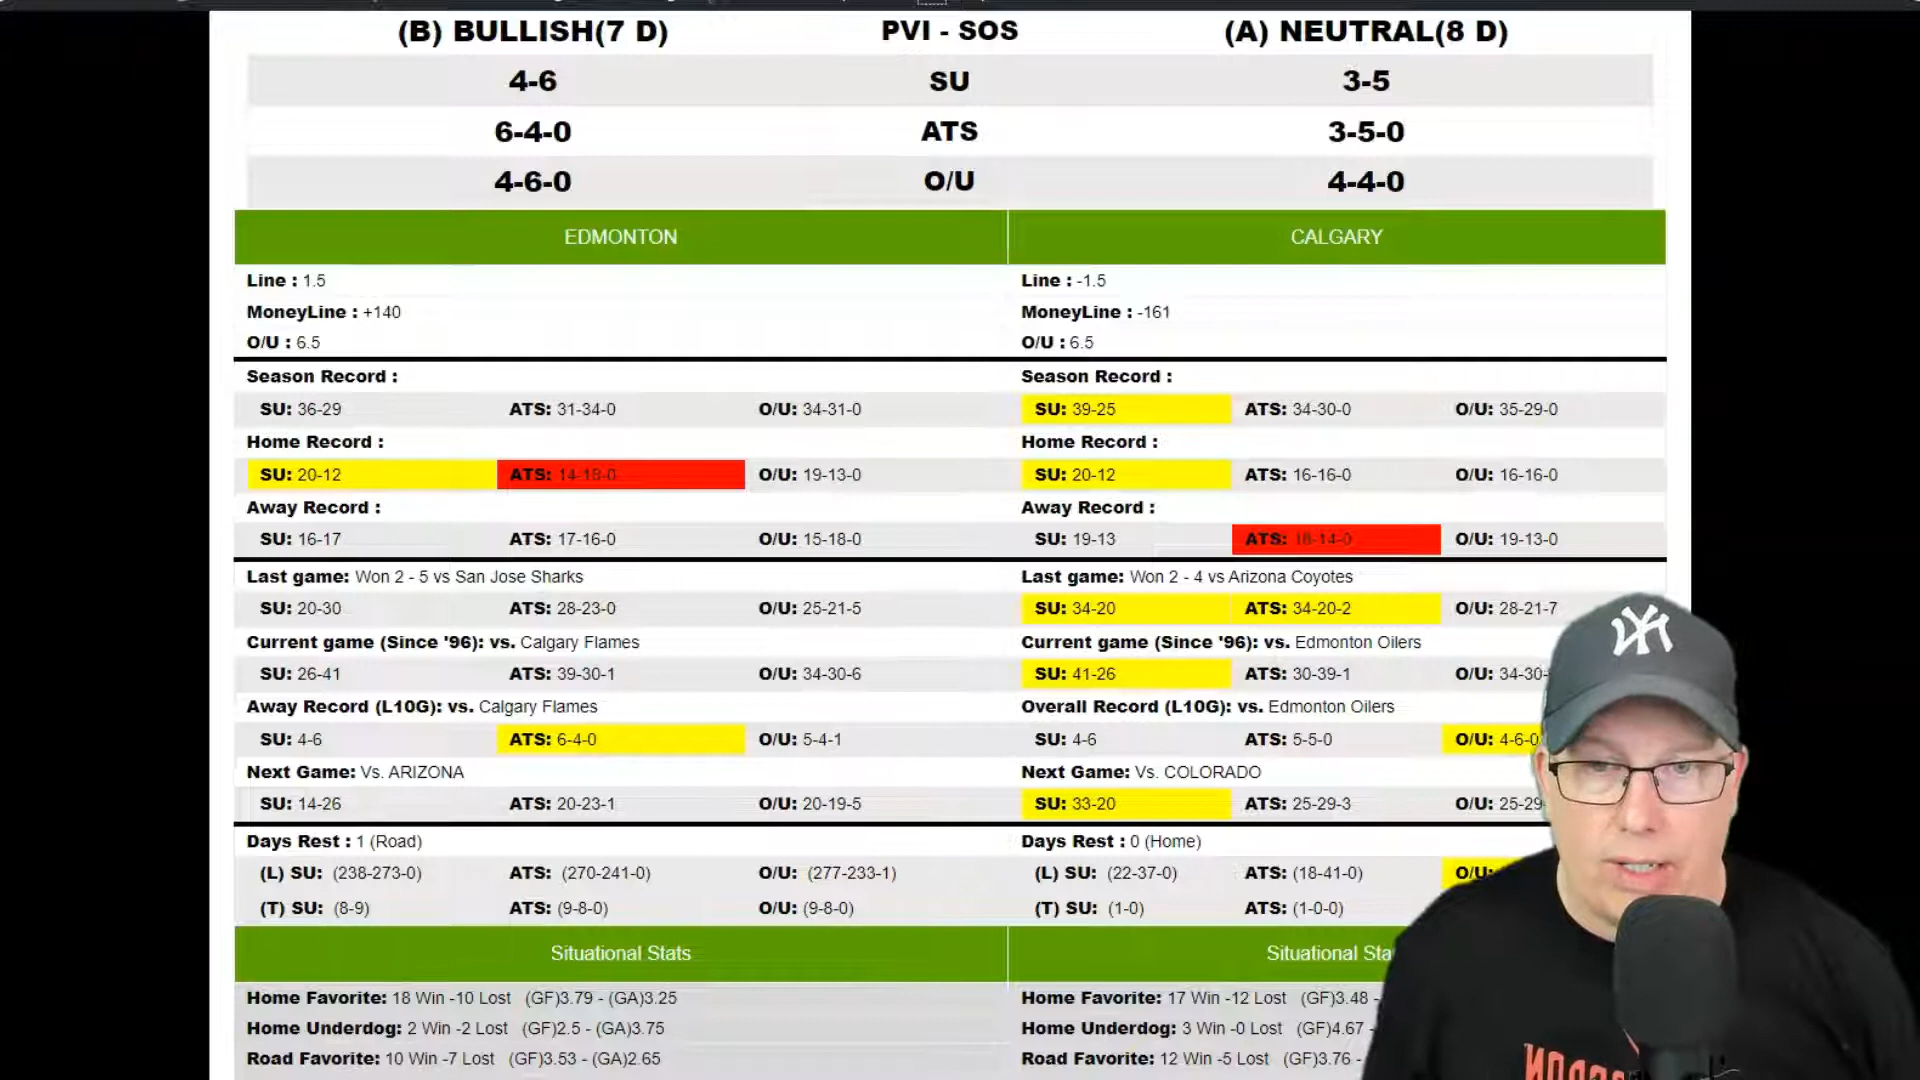 (B) BULLISH(7 D) PVI - SOS (A) NEUTRAL(8 D)
4-6 SU 3-5
6-4-0 ATS 3-5-0
4-6-0 O/U 4-4-0
EDMONTON CALGARY
Line : 1.5 Line : -1.5
MoneyLine : +140 MoneyLine : -161
O/U : 6.5 O/U : 6.5
Season Record : Season Record :
SU: 36-29 ATS: 31-34-0 O/U: 34-31-0 SU: 39-25 ATS: 34-30-0 O/U: 35-29-0
Home Record : Home Record :
SU: 20-12 ATS: 14-18-0 O/U: 19-13-0 SU: 20-12 ATS: 16-16-0 O/U: 16-16-0
Away Record : Away Record :
SU: 16-17 ATS: 17-16-0 O/U: 15-18-0 SU: 19-13 ATS: 18-14-0 O/U: 19-13-0
Last game: Won 2 - 5 vs San Jose Sharks Last game: Won 2 - 4 vs Arizona Coyotes
SU: 20-30 ATS: 28-23-0 O/U: 25-21-5 SU: 34-20 ATS: 34-20-2 O/U: 28-21-7
Current game (Since '96): vs. Calgary Flames Current game (Since '96): vs. Edmonton Oilers
SU: 26-41 ATS: 39-30-1 O/U: 34-30-6 SU: 41-26 ATS: 30-39-1 O/U: 34-30-
Away Record (L10G): vs. Calgary Flames Overall Record (L10G): vs. Edmonton Oilers
SU: 4-6 ATS: 6-4-0 O/U: 5-4-1 SU: 4-6 ATS: 5-5-0 O/U: 4-6-0
Next Game: Vs. ARIZONA Next Game: Vs. COLORADO
SU: 14-26 ATS: 20-23-1 O/U: 20-19-5 SU: 33-20 ATS: 25-29-3 O/U: 25-29
Days Rest : 1 (Road) Days Rest : 0 (Home)
(L) SU: (238-273-0) ATS: (270-241-0) O/U: (277-233-1) (L) SU: (22-37-0) ATS: (18-41-0) O/U:
(T) SU: (8-9) ATS: (9-8-0) O/U: (9-8-0) (T) SU: (1-0) ATS: (1-0-0)
Situational Stats Situational Sta
Home Favorite: 18 Win -10 Lost (GF)3.79 - (GA)3.25 Home Favorite: 17 Win -12 Lost (GF)3.48 -
Home Underdog: 2 Win -2 Lost (GF)2.5 - (GA)3.75 Home Underdog: 3 Win -0 Lost (GF)4.67 -
Road Favorite: 10 Win -7 Lost (GF)3.53 - (GA)2.65 Road Favorite: 12 Win -5 Lost (GF)3.76 -